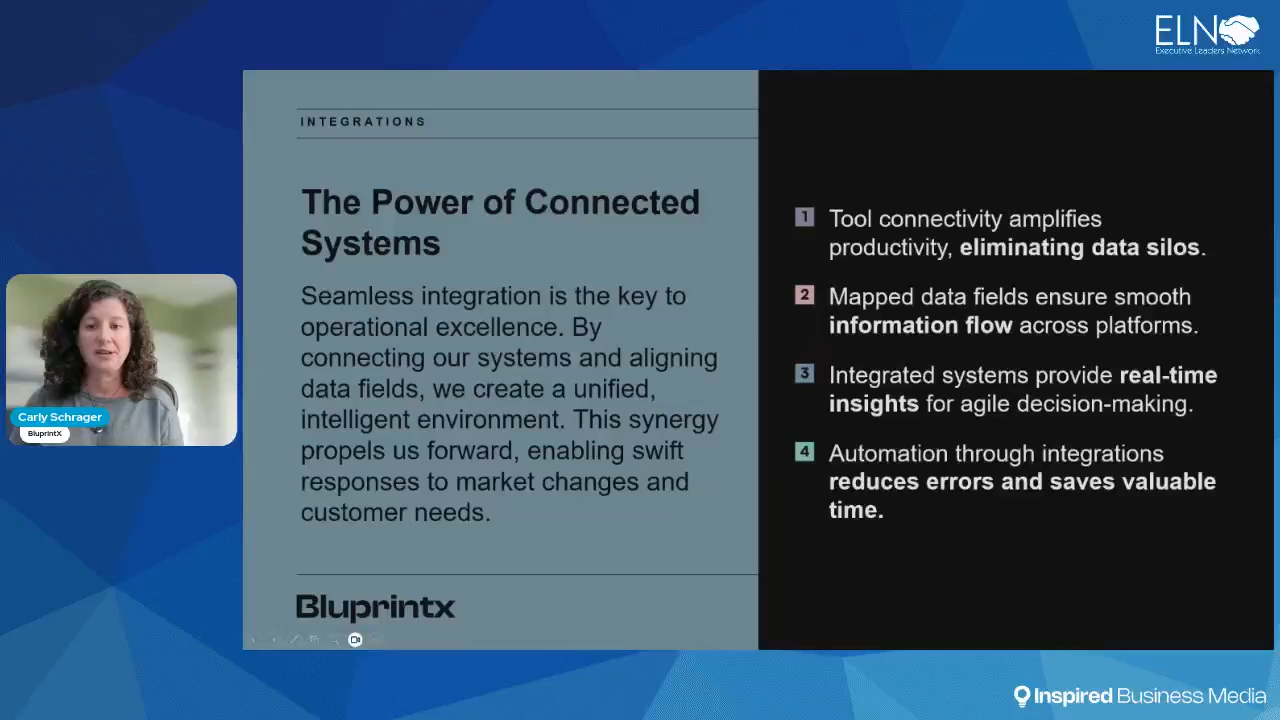 ELN
Executive Leaders Network
INTEGRATIONS
The Power of Connected
Systems
Seamless integration is the key to
operational excellence. By
connecting our systems and aligning
data fields, we create a unified,
intelligent environment. This synergy
propels us forward, enabling swift
responses to market changes and
customer needs.
Bluprintx
1 Tool connectivity amplifies
productivity, eliminating data silos.
2 Mapped data fields ensure smooth
information flow across platforms.
3 Integrated systems provide real-time
insights for agile decision-making.
4 Automation through integrations
reduces errors and saves valuable
time.
Carly Schrager
BluprintX
Inspired Business Media